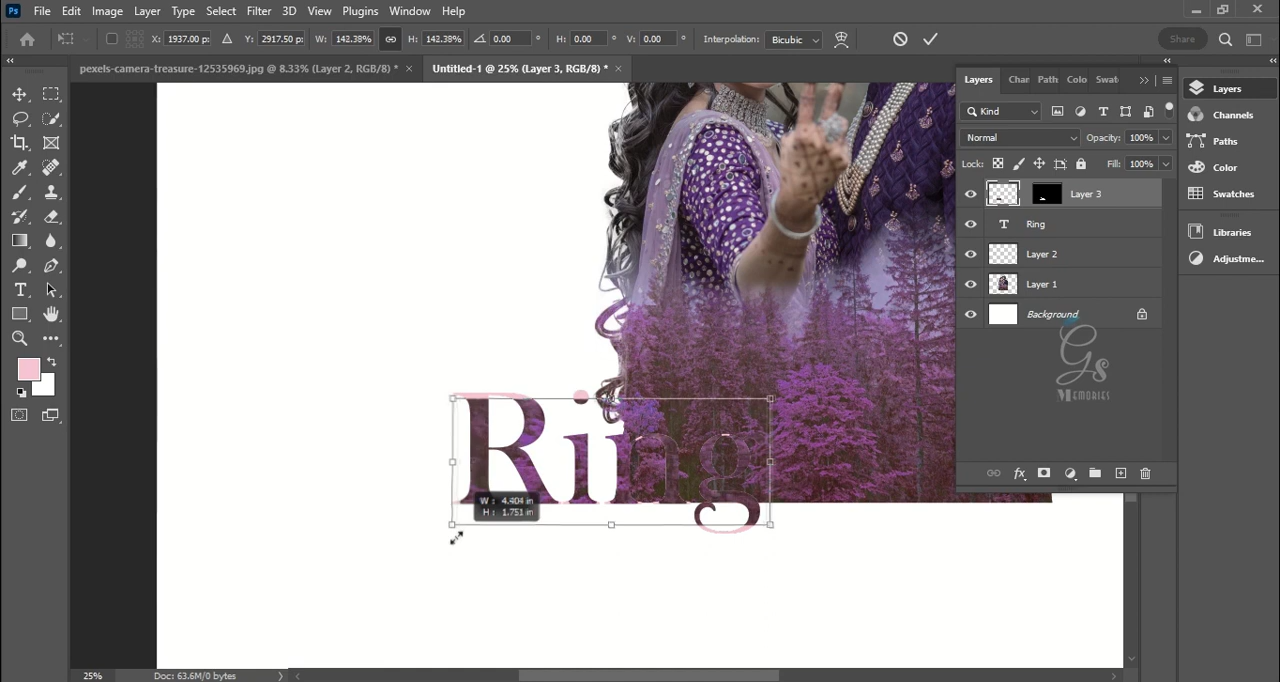 Ps File Edit Image Layer Type Select Filter 3D View Plugins Window Help
X: 1937.00 p: Y: 2917.50 p: W: 142.38% H: 142.38% 0.00 ° H: 0.00 ° V: 0.00 ° Interpolation: Bicubic Share
pexels-camera-treasure-12535969.jpg @ 8.33% (Layer 2, RGB/8) * × Untitled-1 @ 25% (Layer 3, RGB/8) * ×
Layers Char Path Colo Swat
Kind
Normal Opacity: 100%
Lock: Fill: 100%
Layer 3
T Ring
Layer 2
Layer 1
Background
Gs
MEMORIES
fx
Layers
Channels
Paths
Color
Swatches
Libraries
Adjustme...
Ring
W: 4.404 in
H: 1.751 in
25% Doc: 63.6M/0 bytes